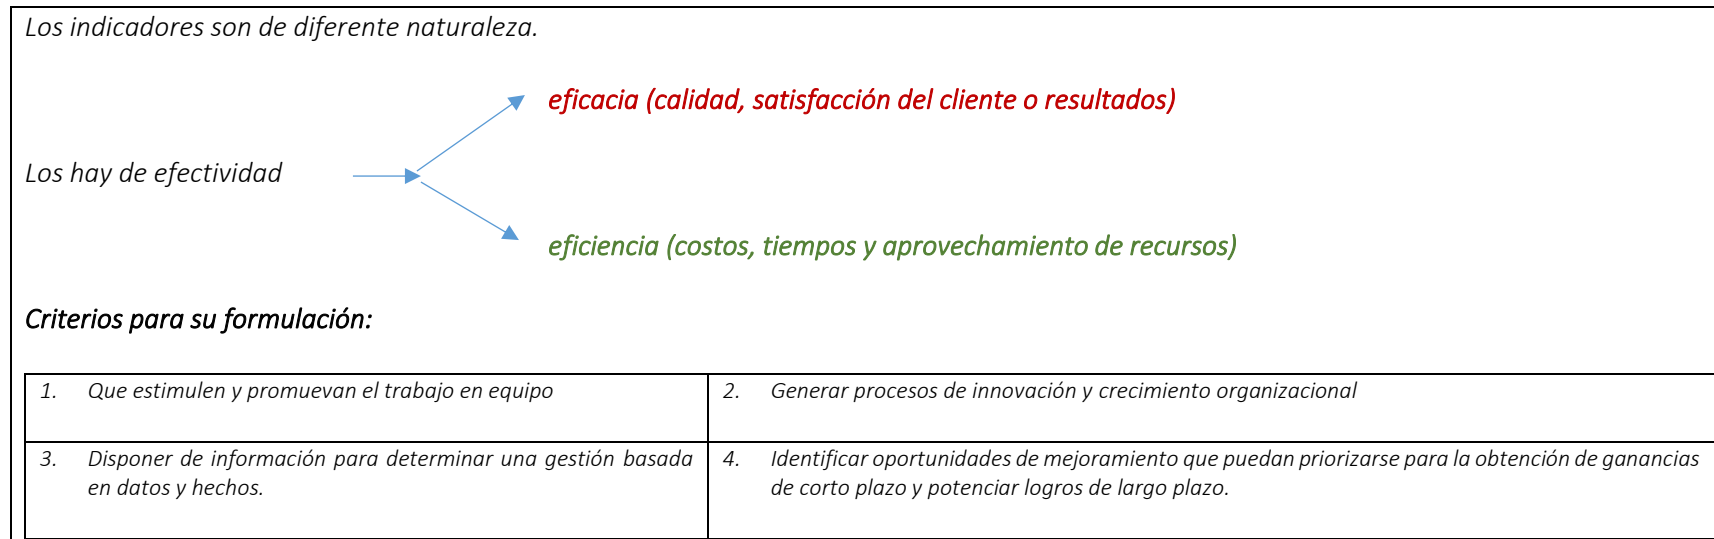 Los indicadores son de diferente naturaleza.
eficacia (calidad, satisfacción del cliente o resultados)
Los hay de efectividad
eficiencia (costos, tiempos y aprovechamiento de recursos)
Criterios para su formulación:
1. Que estimulen y promuevan el trabajo en equipo
2. Generar procesos de innovación y crecimiento organizacional
3. Disponer de información para determinar una gestión basada
en datos y hechos.
4. Identificar oportunidades de mejoramiento que puedan priorizarse para la obtención de ganancias
de corto plazo y potenciar logros de largo plazo.